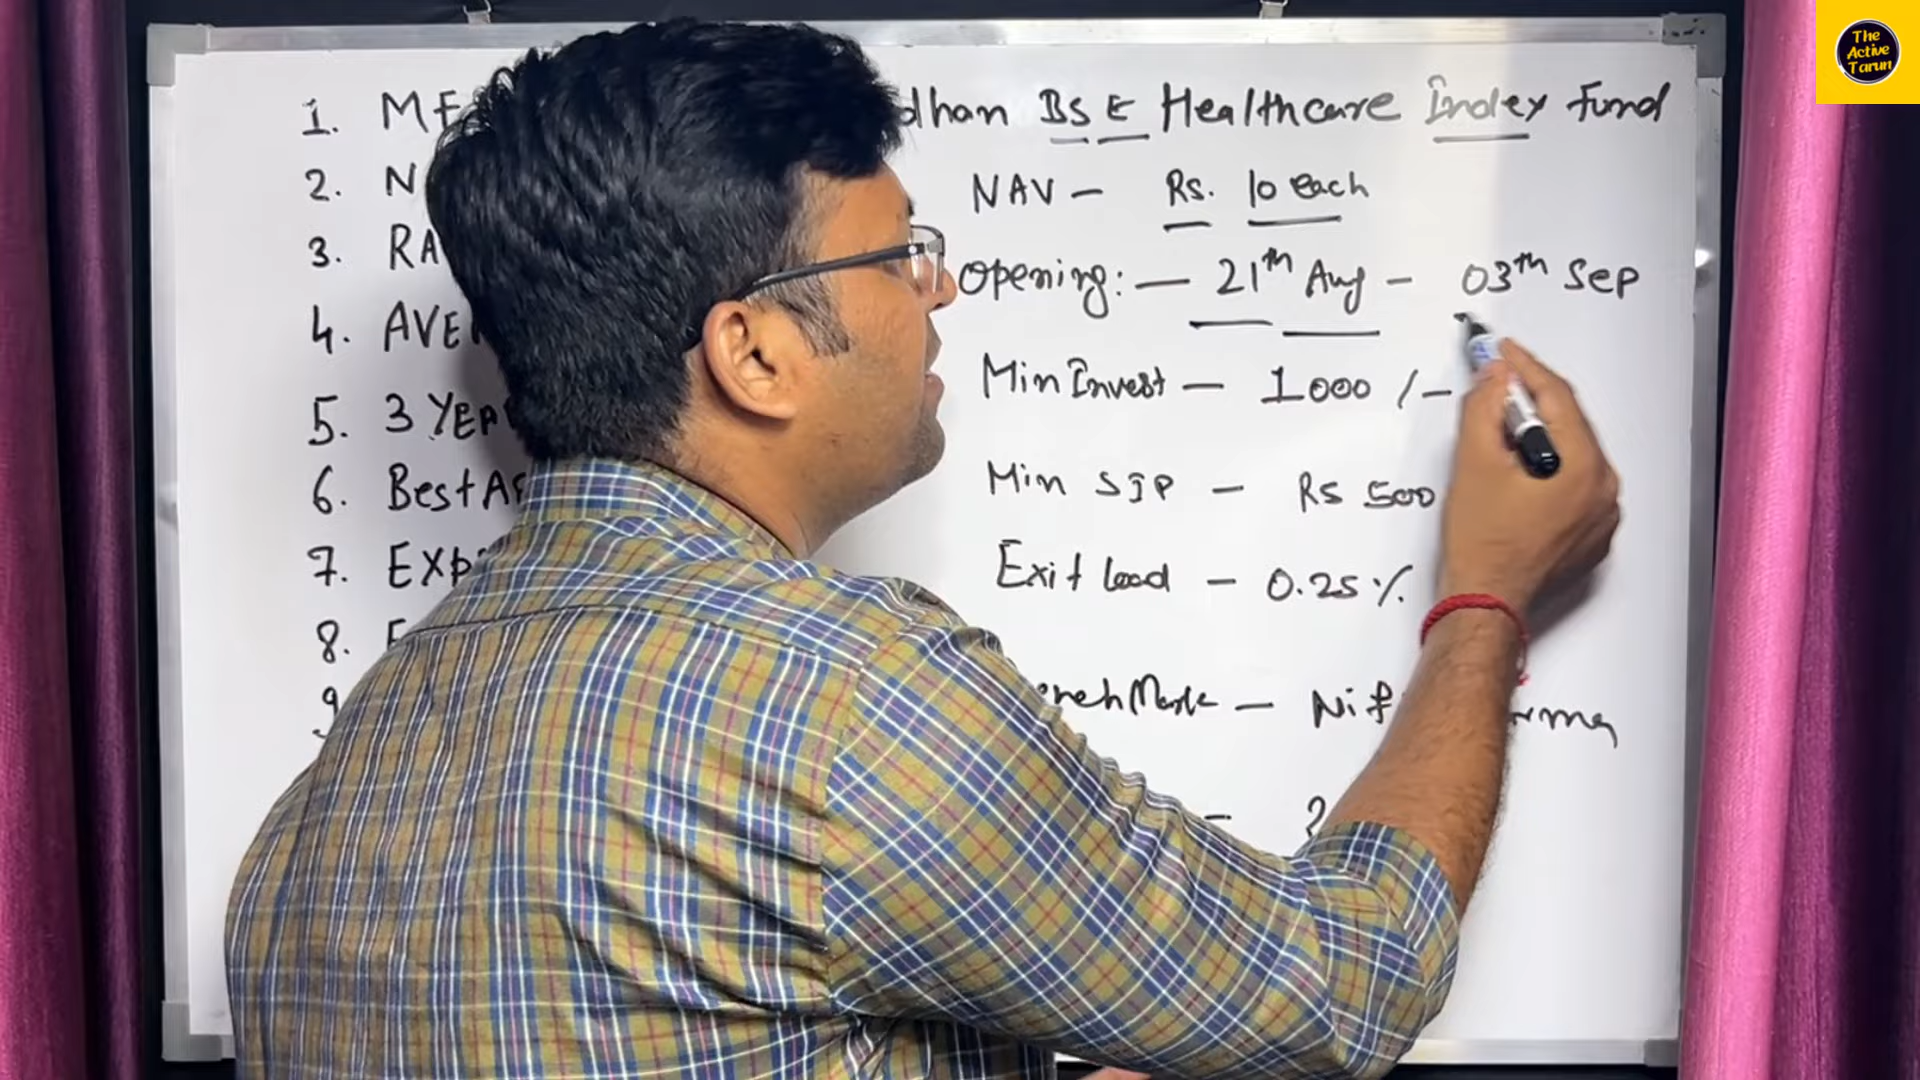 The
Active
Tarun
1. MF dhan BSE Healthcare Index Fund
2. N NAV - Rs. 10 each
3. RA Opening:- 21th Aug - 03th Sep
4. AVE Min Invest - 1000/-
5. 3 YEA
6. Best Min SIP - RS 500
7. EXP Exit Load - 0.25%
8.
9 enchMark - Nif rma
-